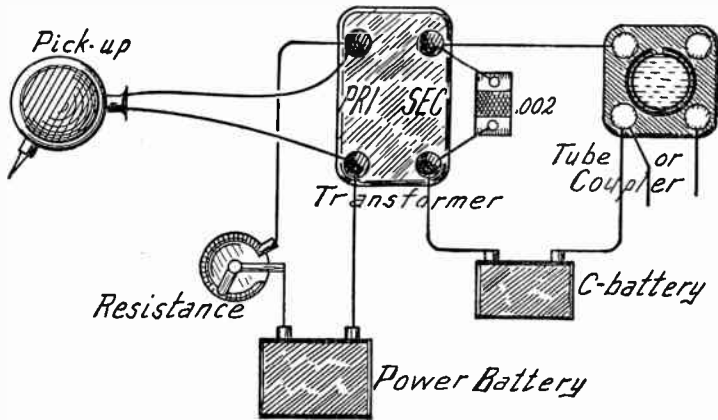 Pick-up
PRI SEC
.002
Tube or
Coupler
Transformer
C-battery
Resistance
Power Battery